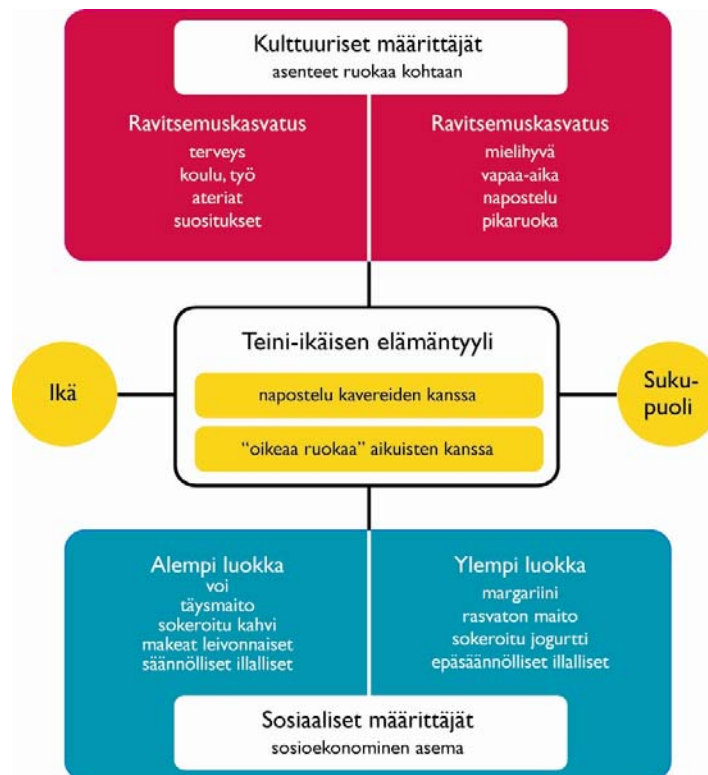 Kulttuuriset määrittäjät
asenteet ruokaa kohtaan
Ravitsemuskasvatus
terveys
koulu, työ
ateriat
suositukset
Ravitsemuskasvatus
mielihyvä
vapaa-aika
napostelu
pikaruoka
Teini-ikäisen elämäntyyli
napostelu kavereiden kanssa
“oikeaa ruokaa” aikuisten kanssa
Ikä
Suku-
puoli
Alempi luokka
voi
täysmaito
sokeroitu kahvi
makeat leivonnaiset
säännölliset illalliset
Ylempi luokka
margariini
rasvaton maito
sokeroitu jogurtti
epäsäännölliset illalliset
Sosiaaliset määrittäjät
sosioekonominen asema